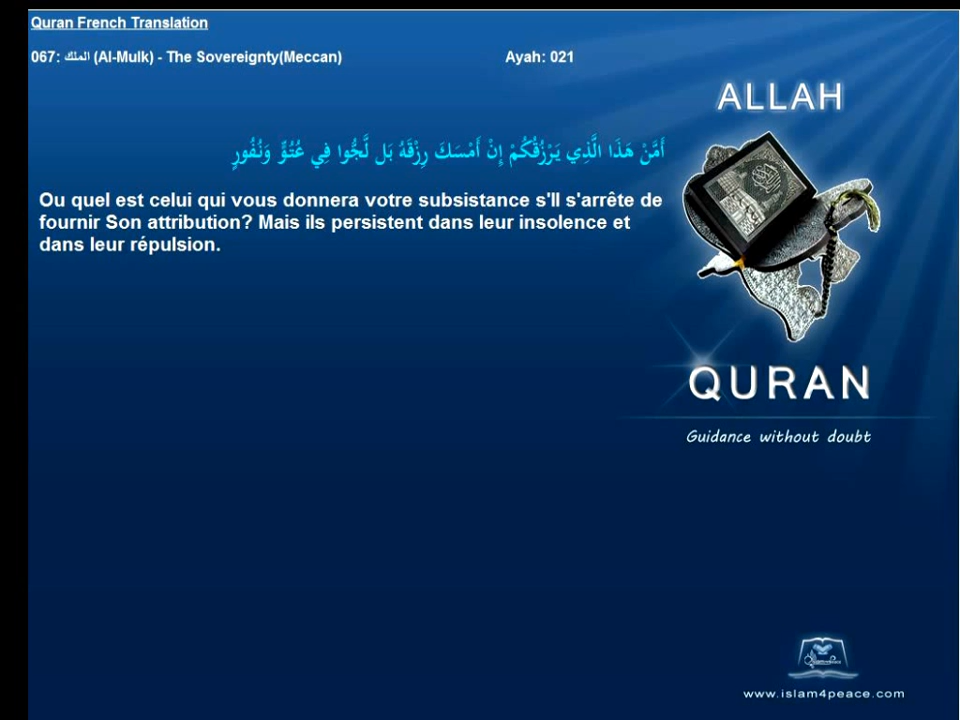 Quran French Translation
067: الملك (Al-Mulk) - The Sovereignty(Meccan) Ayah: 021
ALLAH
أَمَّنْ هَذَا الَّذِي يَرْزُقُكُمْ إِنْ أَمْسَكَ رِزْقَهُ بَل لَّجُّوا فِي عُتُوٍّ وَنُفُورٍ
Ou quel est celui qui vous donnera votre subsistance s'Il s'arrête de
fournir Son attribution? Mais ils persistent dans leur insolence et
dans leur répulsion.
QURAN
Guidance without doubt
www.islam4peace.com